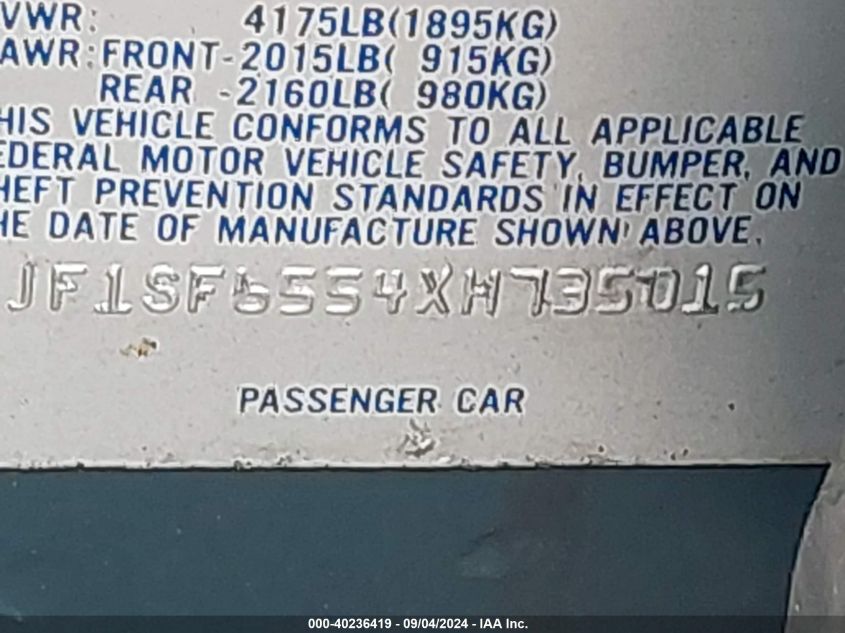 VWR: 4175LB(1895KG)
AWR:FRONT-2015LB( 915KG)
REAR -2160LB( 980KG)
HIS VEHICLE CONFORMS TO ALL APPLICABLE
EDERAL MOTOR VEHICLE SAFETY, BUMPER, AND
HEFT PREVENTION STANDARDS IN EFFECT ON
HE DATE OF MANUFACTURE SHOWN ABOVE.
JF1SF6554XH735015
PASSENGER CAR
000-40236419 - 09/04/2024 - IAA Inc.